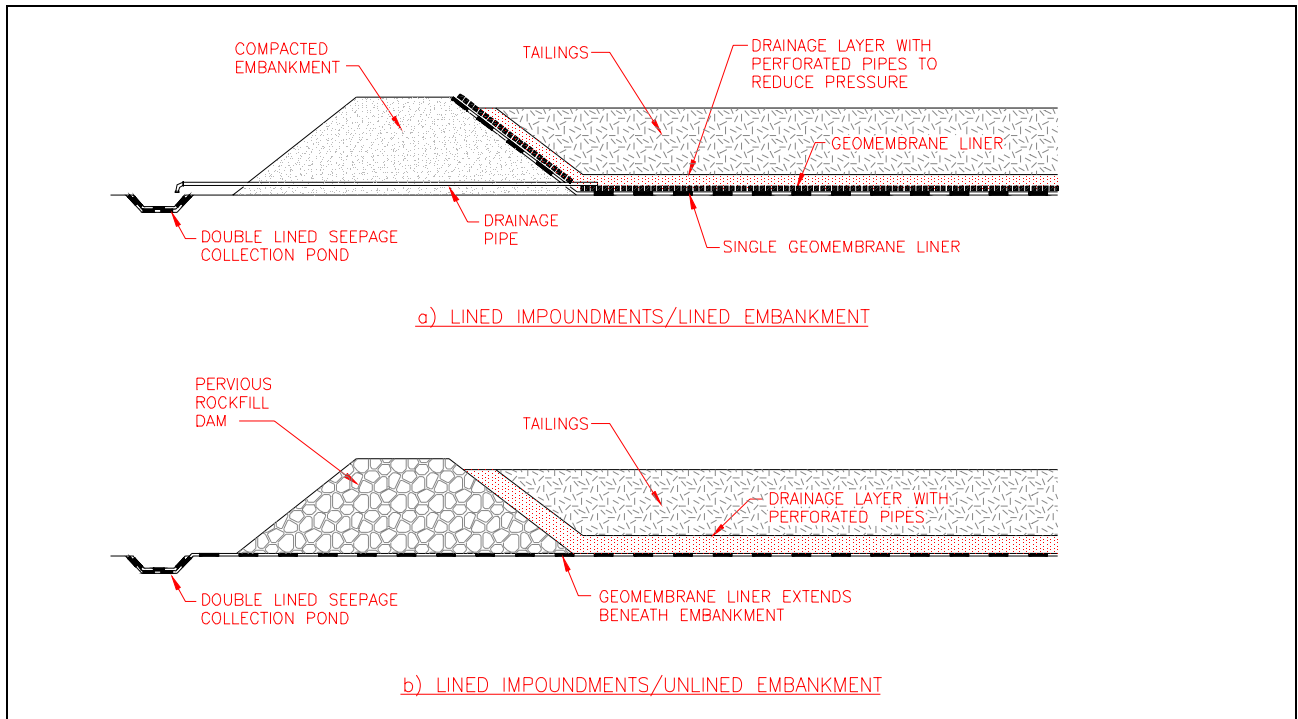 COMPACTED
EMBANKMENT
TAILINGS
DRAINAGE LAYER WITH
PERFORATED PIPES TO
REDUCE PRESSURE
GEOMEMBRANE LINER
DRAINAGE
PIPE
DOUBLE LINED SEEPAGE
COLLECTION POND
SINGLE GEOMEMBRANE LINER
a) LINED IMPOUNDMENTS/LINED EMBANKMENT
PERVIOUS
ROCKFILL
DAM
TAILINGS
DRAINAGE LAYER WITH
PERFORATED PIPES
DOUBLE LINED SEEPAGE
COLLECTION POND
GEOMEMBRANE LINER EXTENDS
BENEATH EMBANKMENT
b) LINED IMPOUNDMENTS/UNLINED EMBANKMENT